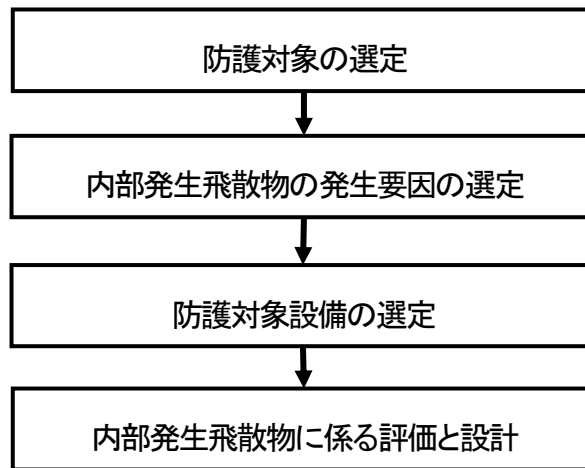 防護対象の選定
内部発生飛散物の発生要因の選定
防護対象設備の選定
内部発生飛散物に係る評価と設計